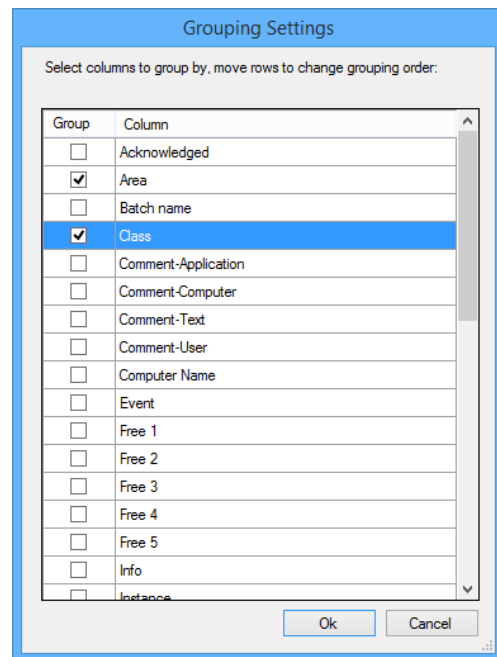 Grouping Settings
Select columns to group by, move rows to change grouping order:
Group Column
Acknowledged
Area
Batch name
Class
Comment-Application
Comment-Computer
Comment-Text
Comment-User
Computer Name
Event
Free 1
Free 2
Free 3
Free 4
Free 5
Info
Instance
Ok Cancel